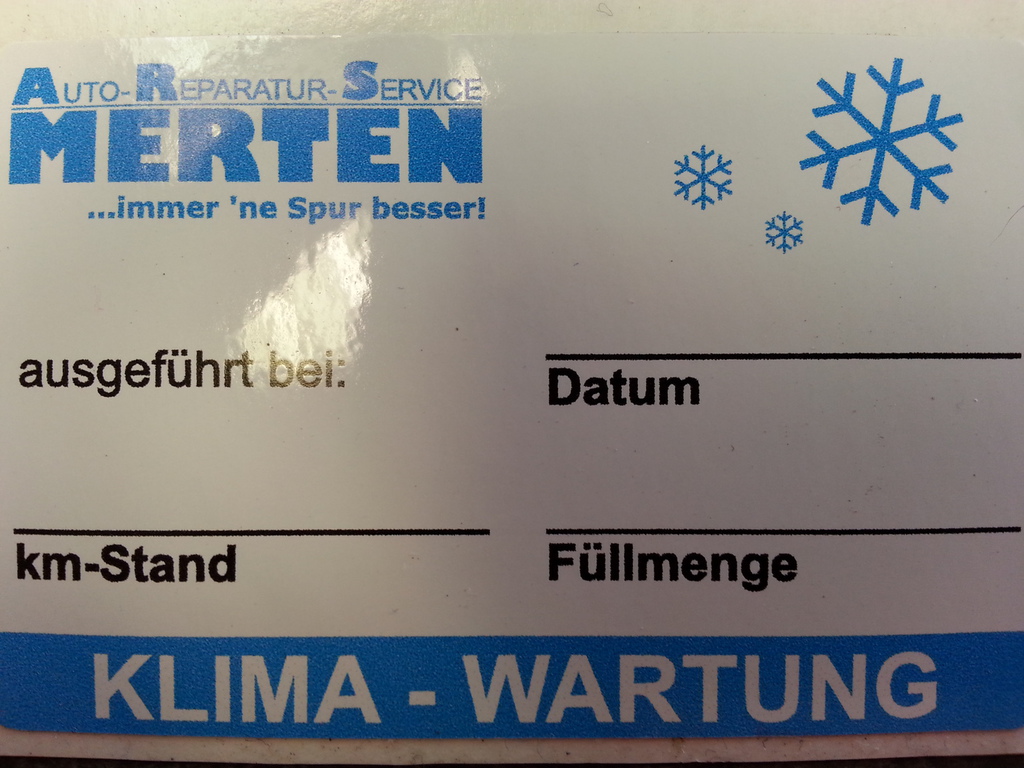 AUTO-REPARATUR-SERVICE
MERTEN
...immer 'ne Spur besser!
ausgeführt bei:
Datum
km-Stand
Füllmenge
KLIMA - WARTUNG